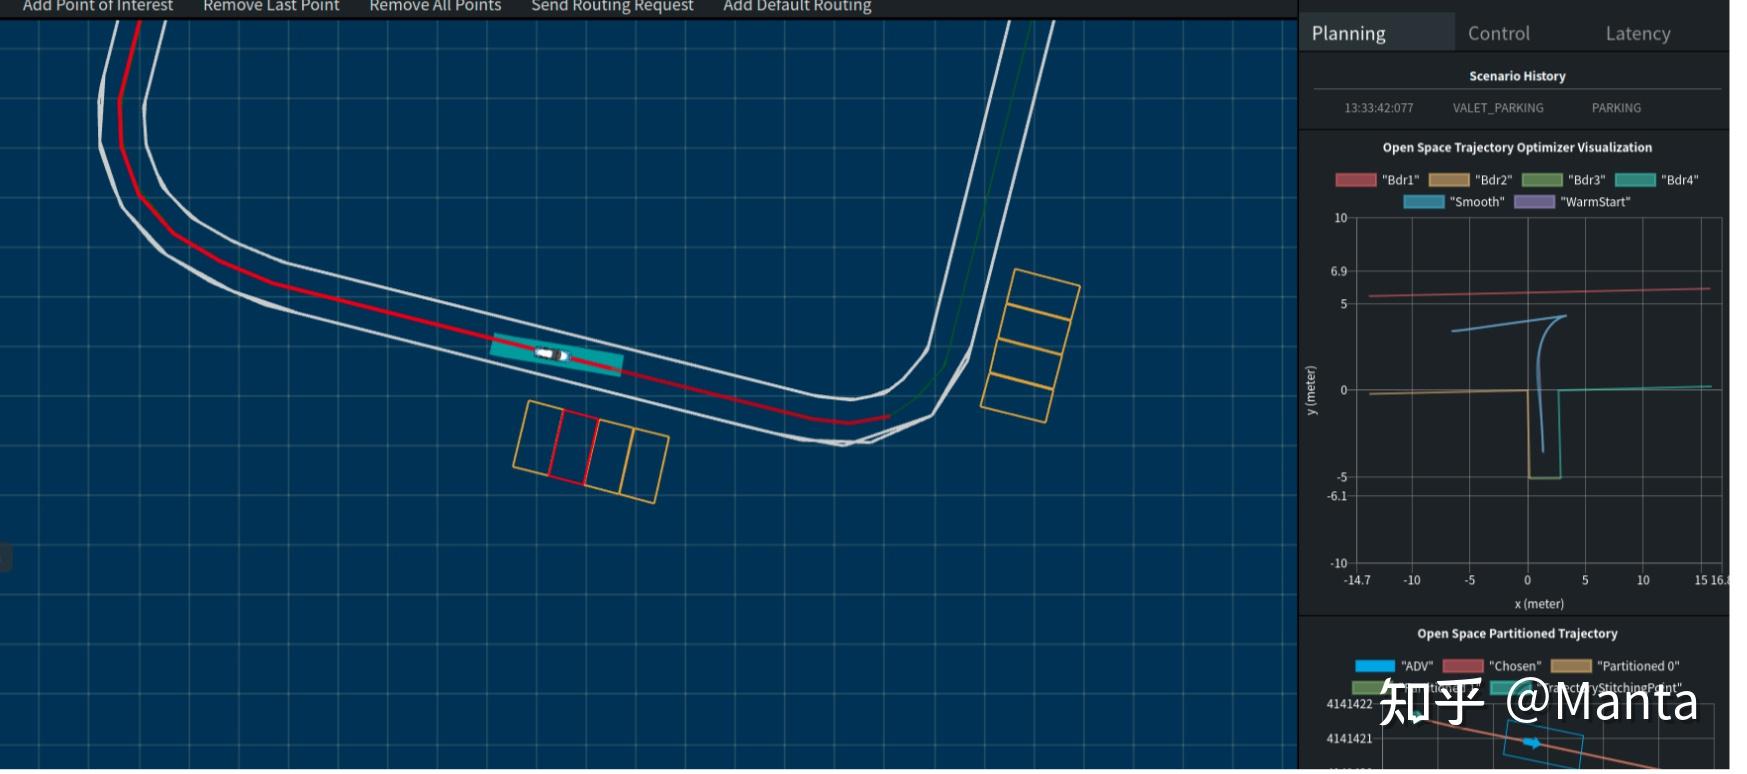 Add Point of Interest Remove Last Point Remove All Points Send Routing Request Add Default Routing
Planning Control Latency
Scenario History
13:33:42:077 VALET_PARKING PARKING
Open Space Trajectory Optimizer Visualization
"Bdr1" "Bdr2" "Bdr3" "Bdr4"
"Smooth" "WarmStart"
10
6.9
5
0
-5
-6.1
-10
y (meter)
-14.7 -10 -5 0 5 10 15 16.8
x (meter)
Open Space Partitioned Trajectory
"ADV" "Chosen" "Partitioned 0"
"TrajectoryStitchingPoint"
4141422
4141421
知乎 @Manta